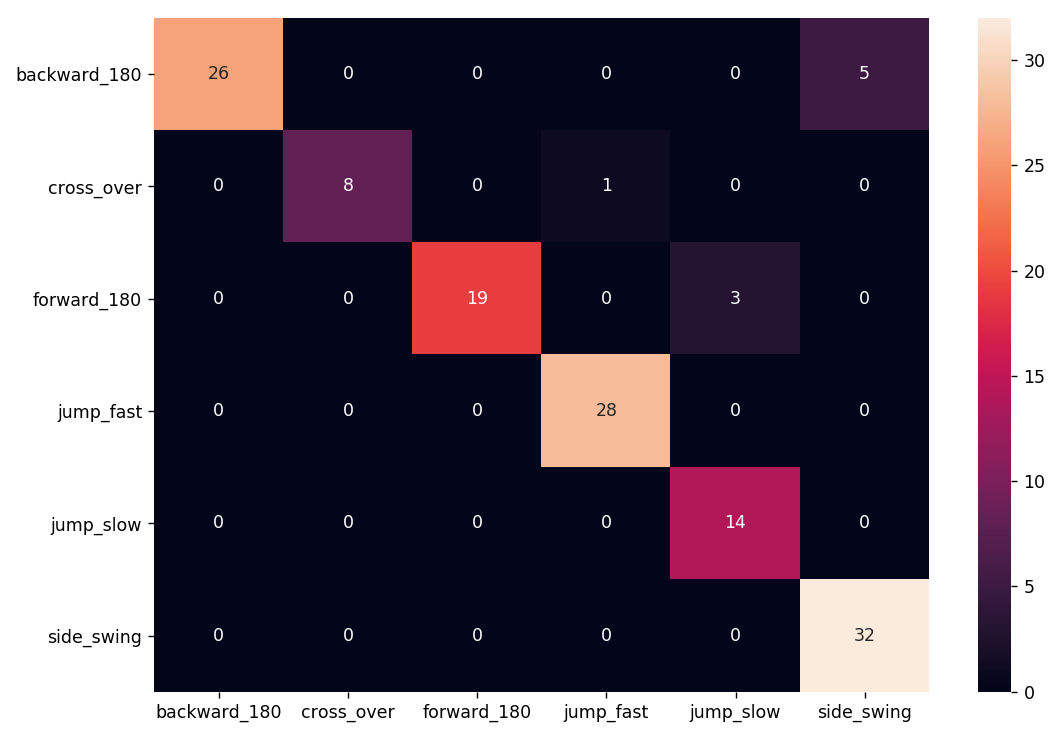 backward_180 26 0 0 0 0 5
cross_over 0 8 0 1 0 0
forward_180 0 0 19 0 3 0
jump_fast 0 0 0 28 0 0
jump_slow 0 0 0 0 14 0
side_swing 0 0 0 0 0 32
backward_180 cross_over forward_180 jump_fast jump_slow side_swing
30
25
20
15
10
5
0